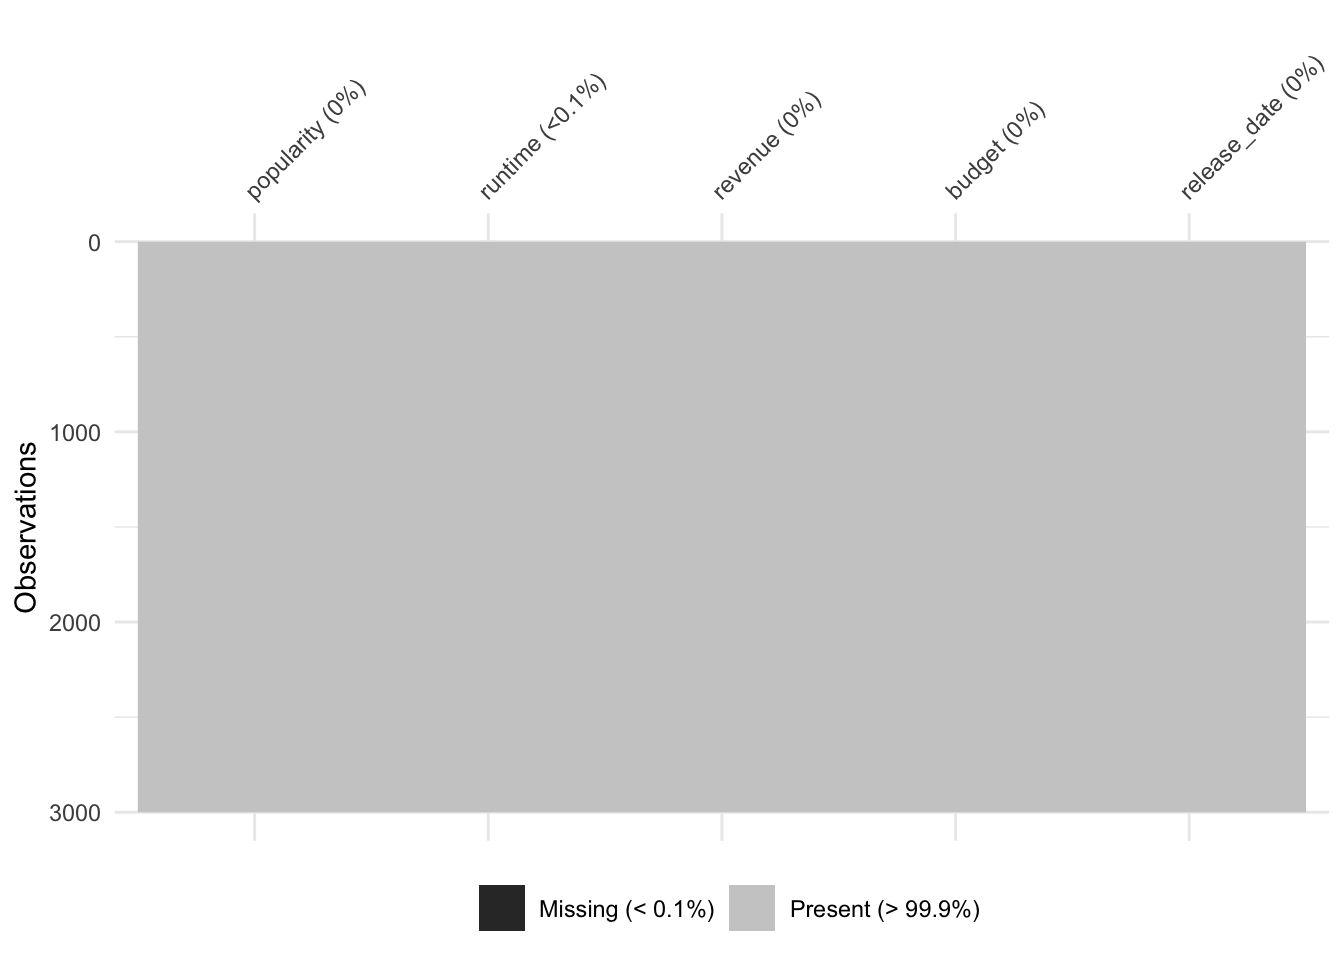 popularity (0%)
runtime (<0.1%)
revenue (0%)
budget (0%)
release_date (0%)
0
1000
2000
3000
Observations
Missing (< 0.1%)
Present (> 99.9%)